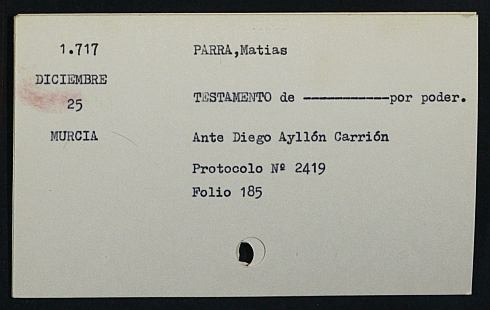 1.717
PARRA,Matias
DICIEMBRE
25
TESTAMENTO de -----------por poder.
MURCIA
Ante Diego Ayllón Carrión
Protocolo Nº 2419
Folio 185